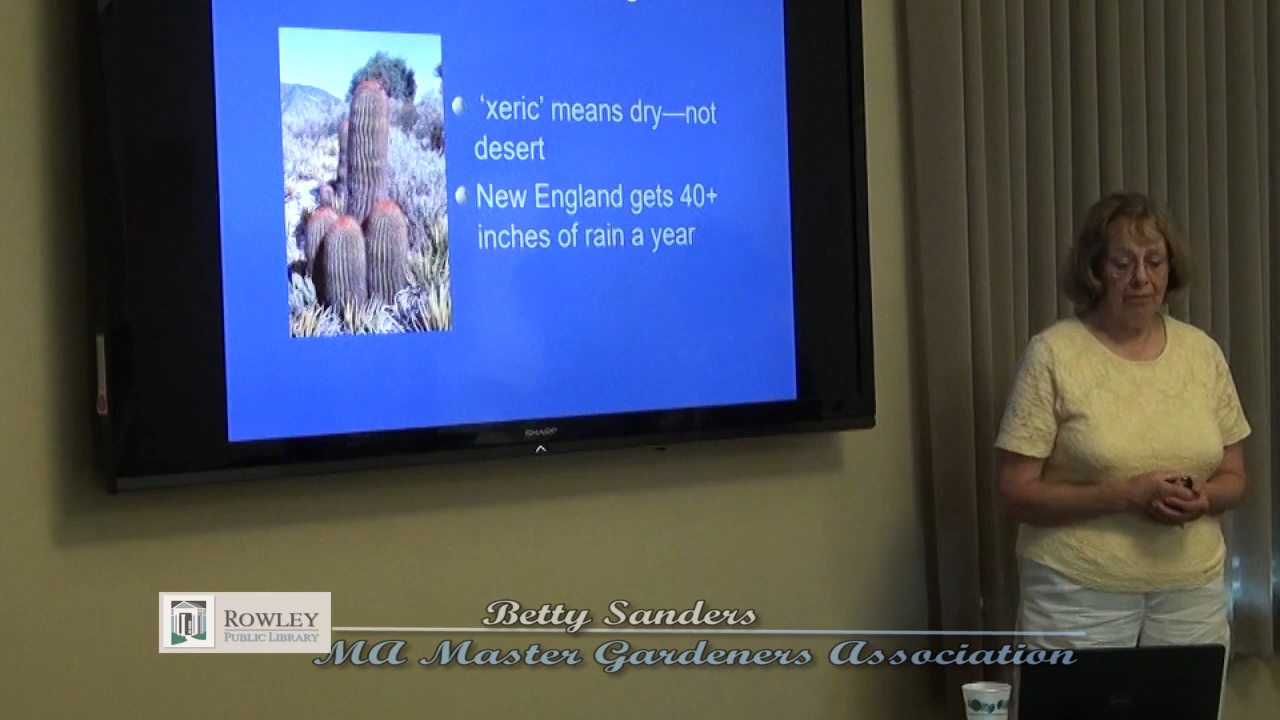 ‘xeric’ means dry—not
desert
New England gets 40+
inches of rain a year
SHARP
ROWLEY
PUBLIC LIBRARY
Betty Sanders
MA Master Gardeners Association
DELL